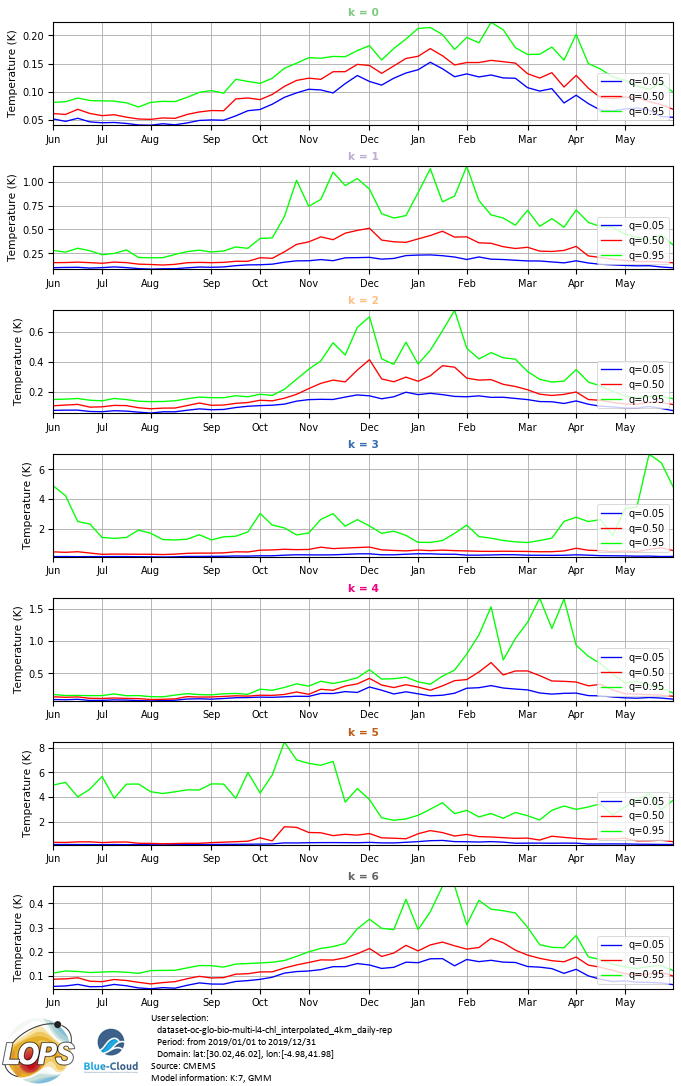 k = 0
Temperature (K)
0.20
0.15
0.10
0.05
q=0.05
q=0.50
q=0.95
Jun Jul Aug Sep Oct Nov Dec Jan Feb Mar Apr May
k = 1
Temperature (K)
1.00
0.75
0.50
0.25
q=0.05
q=0.50
q=0.95
Jun Jul Aug Sep Oct Nov Dec Jan Feb Mar Apr May
k = 2
Temperature (K)
0.6
0.4
0.2
q=0.05
q=0.50
q=0.95
Jun Jul Aug Sep Oct Nov Dec Jan Feb Mar Apr May
k = 3
Temperature (K)
6
4
2
q=0.05
q=0.50
q=0.95
Jun Jul Aug Sep Oct Nov Dec Jan Feb Mar Apr May
k = 4
Temperature (K)
1.5
1.0
0.5
q=0.05
q=0.50
q=0.95
Jun Jul Aug Sep Oct Nov Dec Jan Feb Mar Apr May
k = 5
Temperature (K)
8
6
4
2
q=0.05
q=0.50
q=0.95
Jun Jul Aug Sep Oct Nov Dec Jan Feb Mar Apr May
k = 6
Temperature (K)
0.4
0.3
0.2
0.1
q=0.05
q=0.50
q=0.95
Jun Jul Aug Sep Oct Nov Dec Jan Feb Mar Apr May
LOPS
Blue-Cloud
User selection:
dataset-oc-glo-bio-multi-l4-chl_interpolated_4km_daily-rep
Period: from 2019/01/01 to 2019/12/31
Domain: lat:[30.02,46.02], lon:[-4.98,41.98]
Source: CMEMS
Model information: K:7, GMM